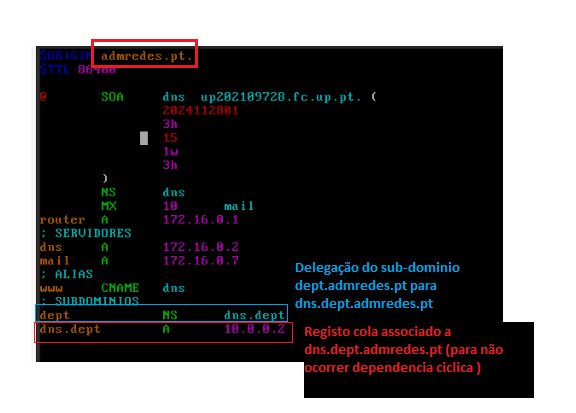 $ORIGIN admredes.pt.
$TTL 86400
@ SOA dns up202109728.fc.up.pt. (
2024112801
3h
15
1w
3h
)
NS dns
MX 10 mail
router A 172.16.0.1
; SERVIDORES
dns A 172.16.0.2
mail A 172.16.0.7
; ALIAS
www CNAME dns
; SUBDOMINIOS
dept NS dns.dept
dns.dept A 10.0.0.2
Delegação do sub-dominio
dept.admredes.pt para
dns.dept.admredes.pt
Registo cola associado a
dns.dept.admredes.pt (para não
ocorrer dependencia ciclica )